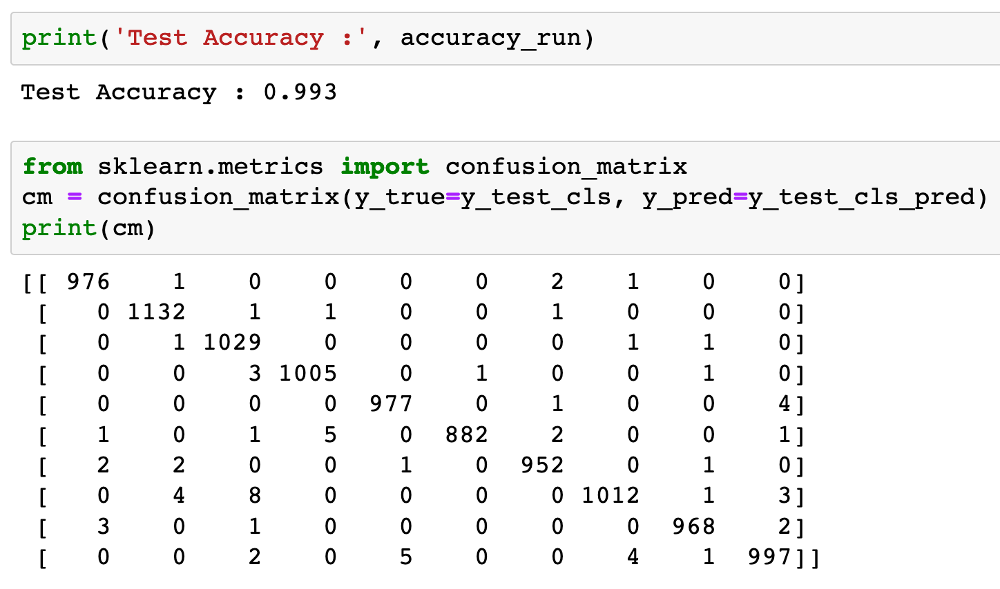 print('Test Accuracy :', accuracy_run)
Test Accuracy : 0.993
from sklearn.metrics import confusion_matrix
cm = confusion_matrix(y_true=y_test_cls, y_pred=y_test_cls_pred)
print(cm)
[[ 976    1    0    0    0    0    2    1    0    0]
 [   0 1132    1    1    0    0    1    0    0    0]
 [   0    1 1029    0    0    0    0    1    1    0]
 [   0    0    3 1005    0    1    0    0    1    0]
 [   0    0    0    0  977    0    1    0    0    4]
 [   1    0    1    5    0  882    2    0    0    1]
 [   2    2    0    0    1    0  952    0    1    0]
 [   0    4    8    0    0    0    0 1012    1    3]
 [   3    0    1    0    0    0    0    0  968    2]
 [   0    0    2    0    5    0    0    4    1  997]]